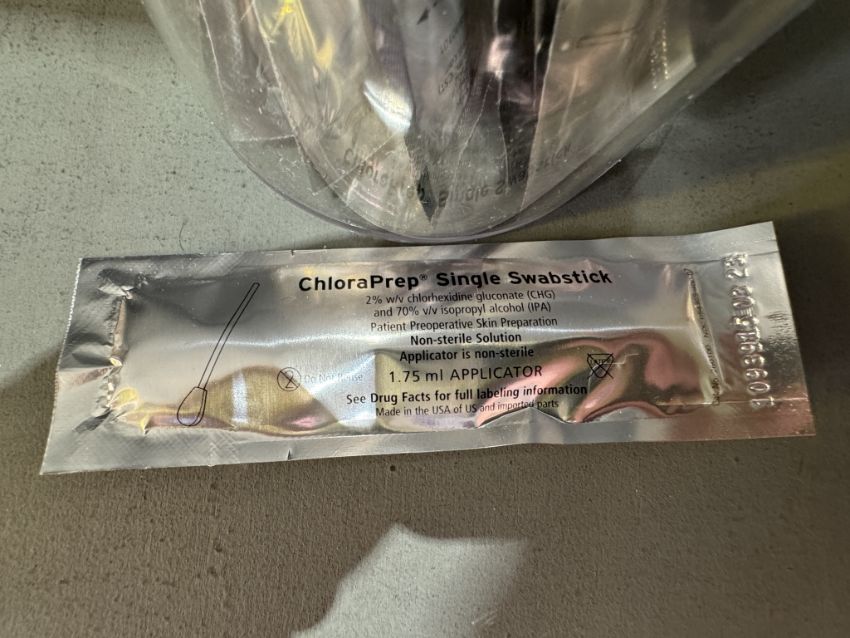 Single
ChloraPrep® Single Swabstick
2% w/v chlorhexidine gluconate (CHG)
and 70% v/v isopropyl alcohol (IPA)
Patient Preoperative Skin Preparation
Non-sterile Solution
Applicator is non-sterile
Do Not Reuse
1.75 ml APPLICATOR
LATEX
See Drug Facts for full labeling information
Made in the USA of US and imported parts